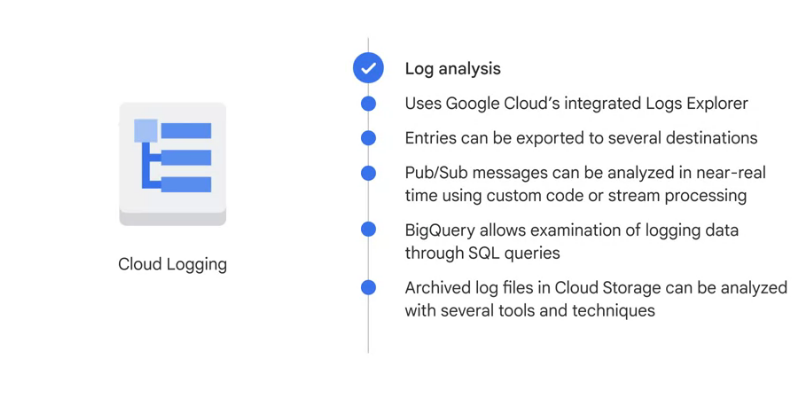 Log analysis
Uses Google Cloud's integrated Logs Explorer
Entries can be exported to several destinations
Pub/Sub messages can be analyzed in near-real
time using custom code or stream processing
BigQuery allows examination of logging data
through SQL queries
Archived log files in Cloud Storage can be analyzed
with several tools and techniques
Cloud Logging